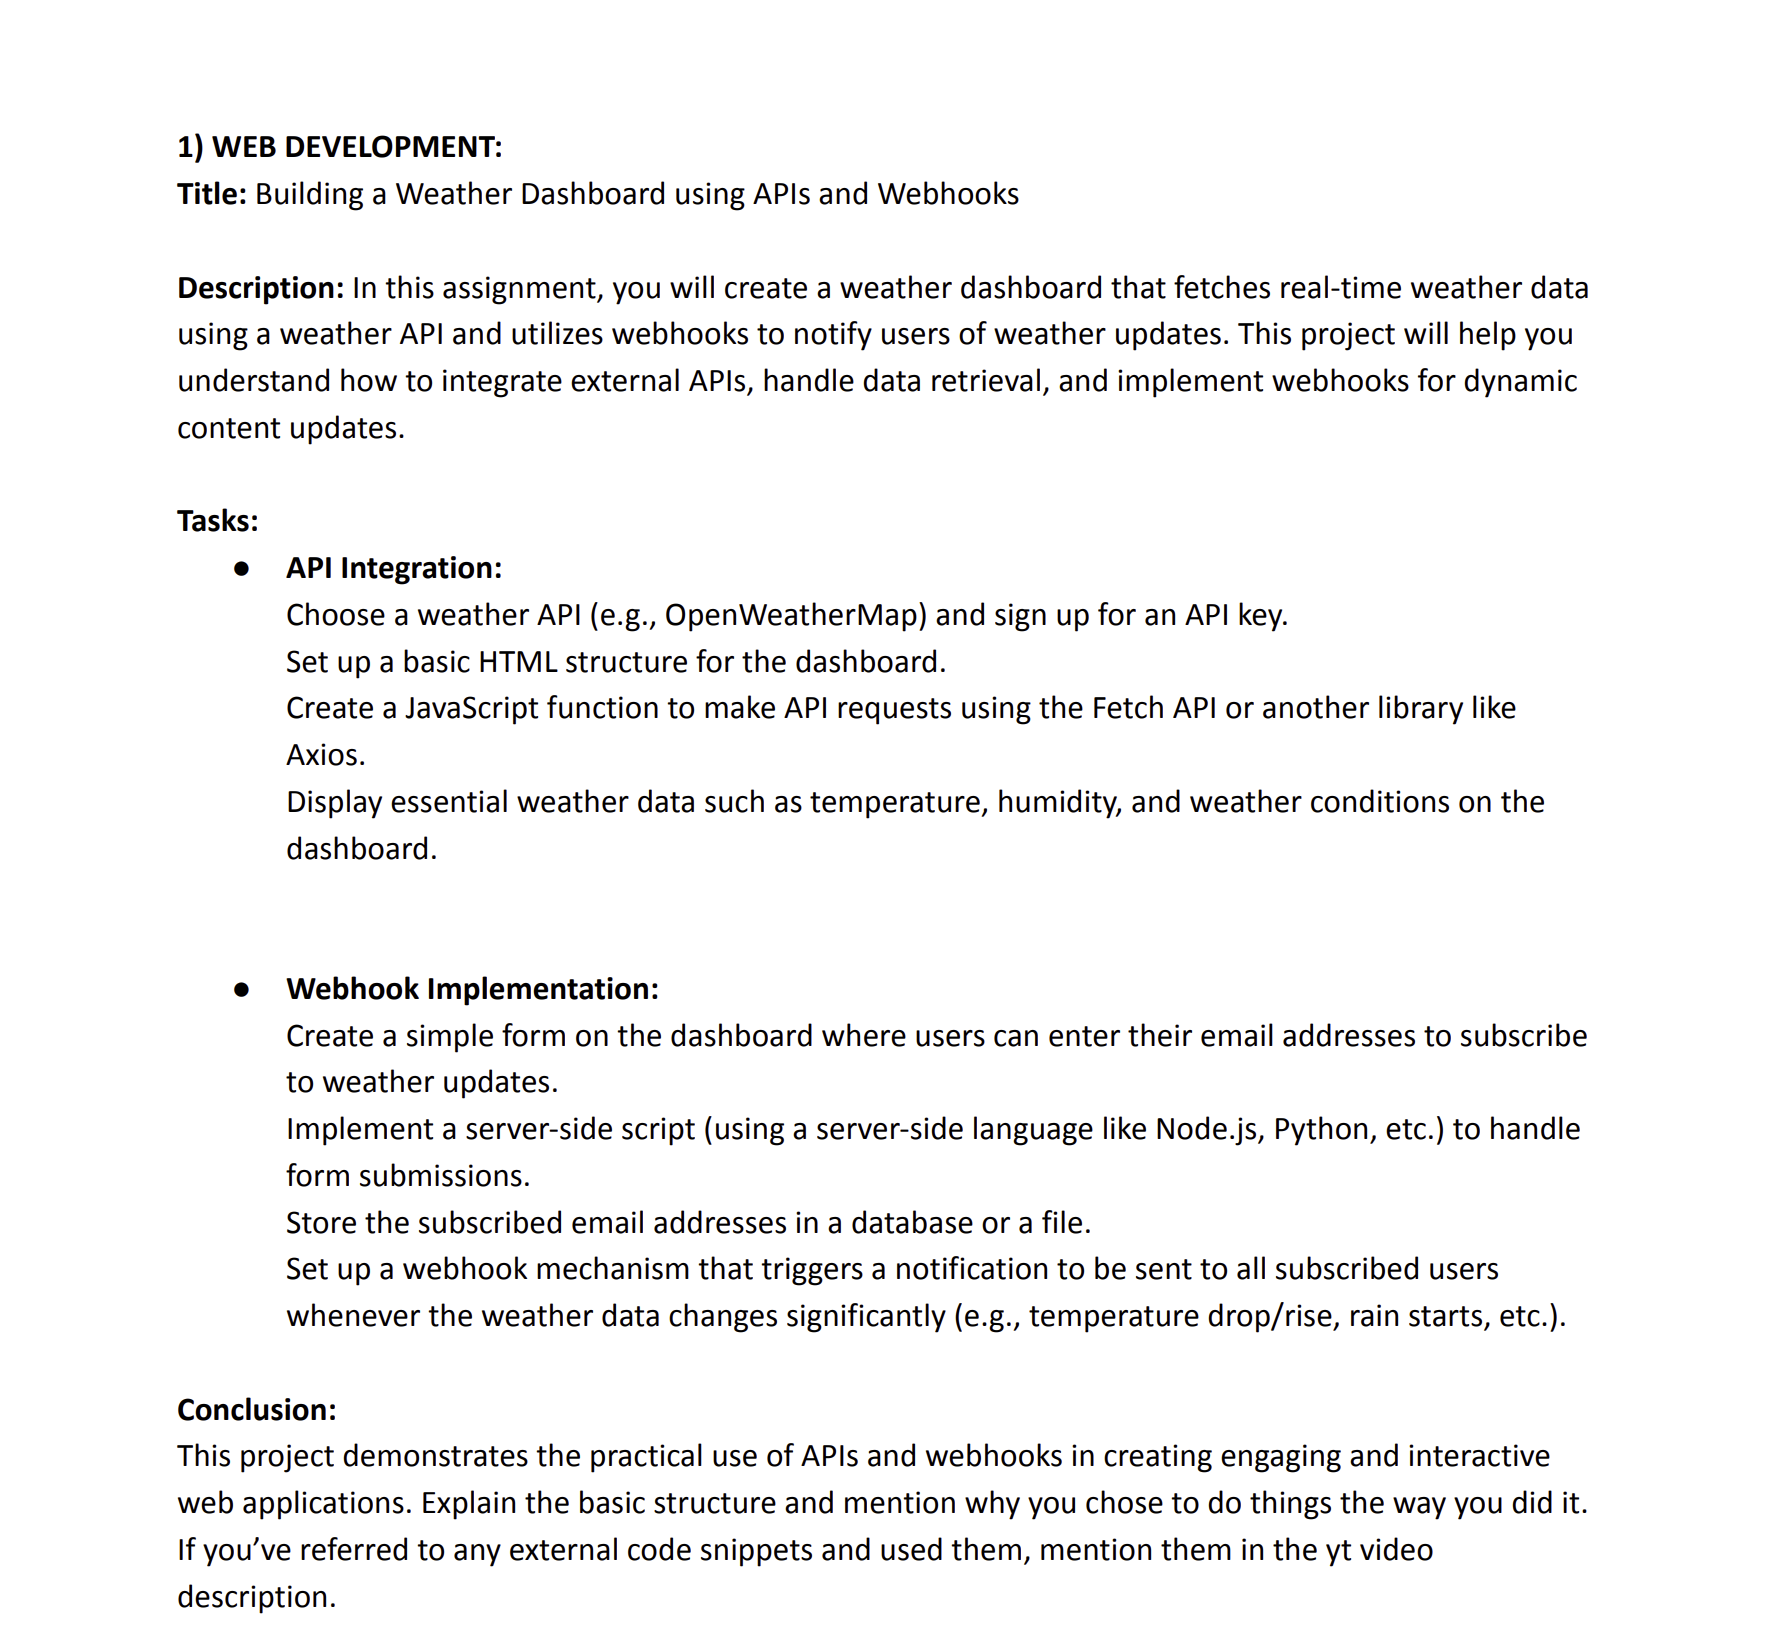 1) WEB DEVELOPMENT:
Title: Building a Weather Dashboard using APIs and Webhooks
Description: In this assignment, you will create a weather dashboard that fetches real-time weather data
using a weather API and utilizes webhooks to notify users of weather updates. This project will help you
understand how to integrate external APIs, handle data retrieval, and implement webhooks for dynamic
content updates.
Tasks:
● API Integration:
Choose a weather API (e.g., OpenWeatherMap) and sign up for an API key.
Set up a basic HTML structure for the dashboard.
Create a JavaScript function to make API requests using the Fetch API or another library like
Axios.
Display essential weather data such as temperature, humidity, and weather conditions on the
dashboard.
● Webhook Implementation:
Create a simple form on the dashboard where users can enter their email addresses to subscribe
to weather updates.
Implement a server-side script (using a server-side language like Node.js, Python, etc.) to handle
form submissions.
Store the subscribed email addresses in a database or a file.
Set up a webhook mechanism that triggers a notification to be sent to all subscribed users
whenever the weather data changes significantly (e.g., temperature drop/rise, rain starts, etc.).
Conclusion:
This project demonstrates the practical use of APIs and webhooks in creating engaging and interactive
web applications. Explain the basic structure and mention why you chose to do things the way you did it.
If you’ve referred to any external code snippets and used them, mention them in the yt video
description.